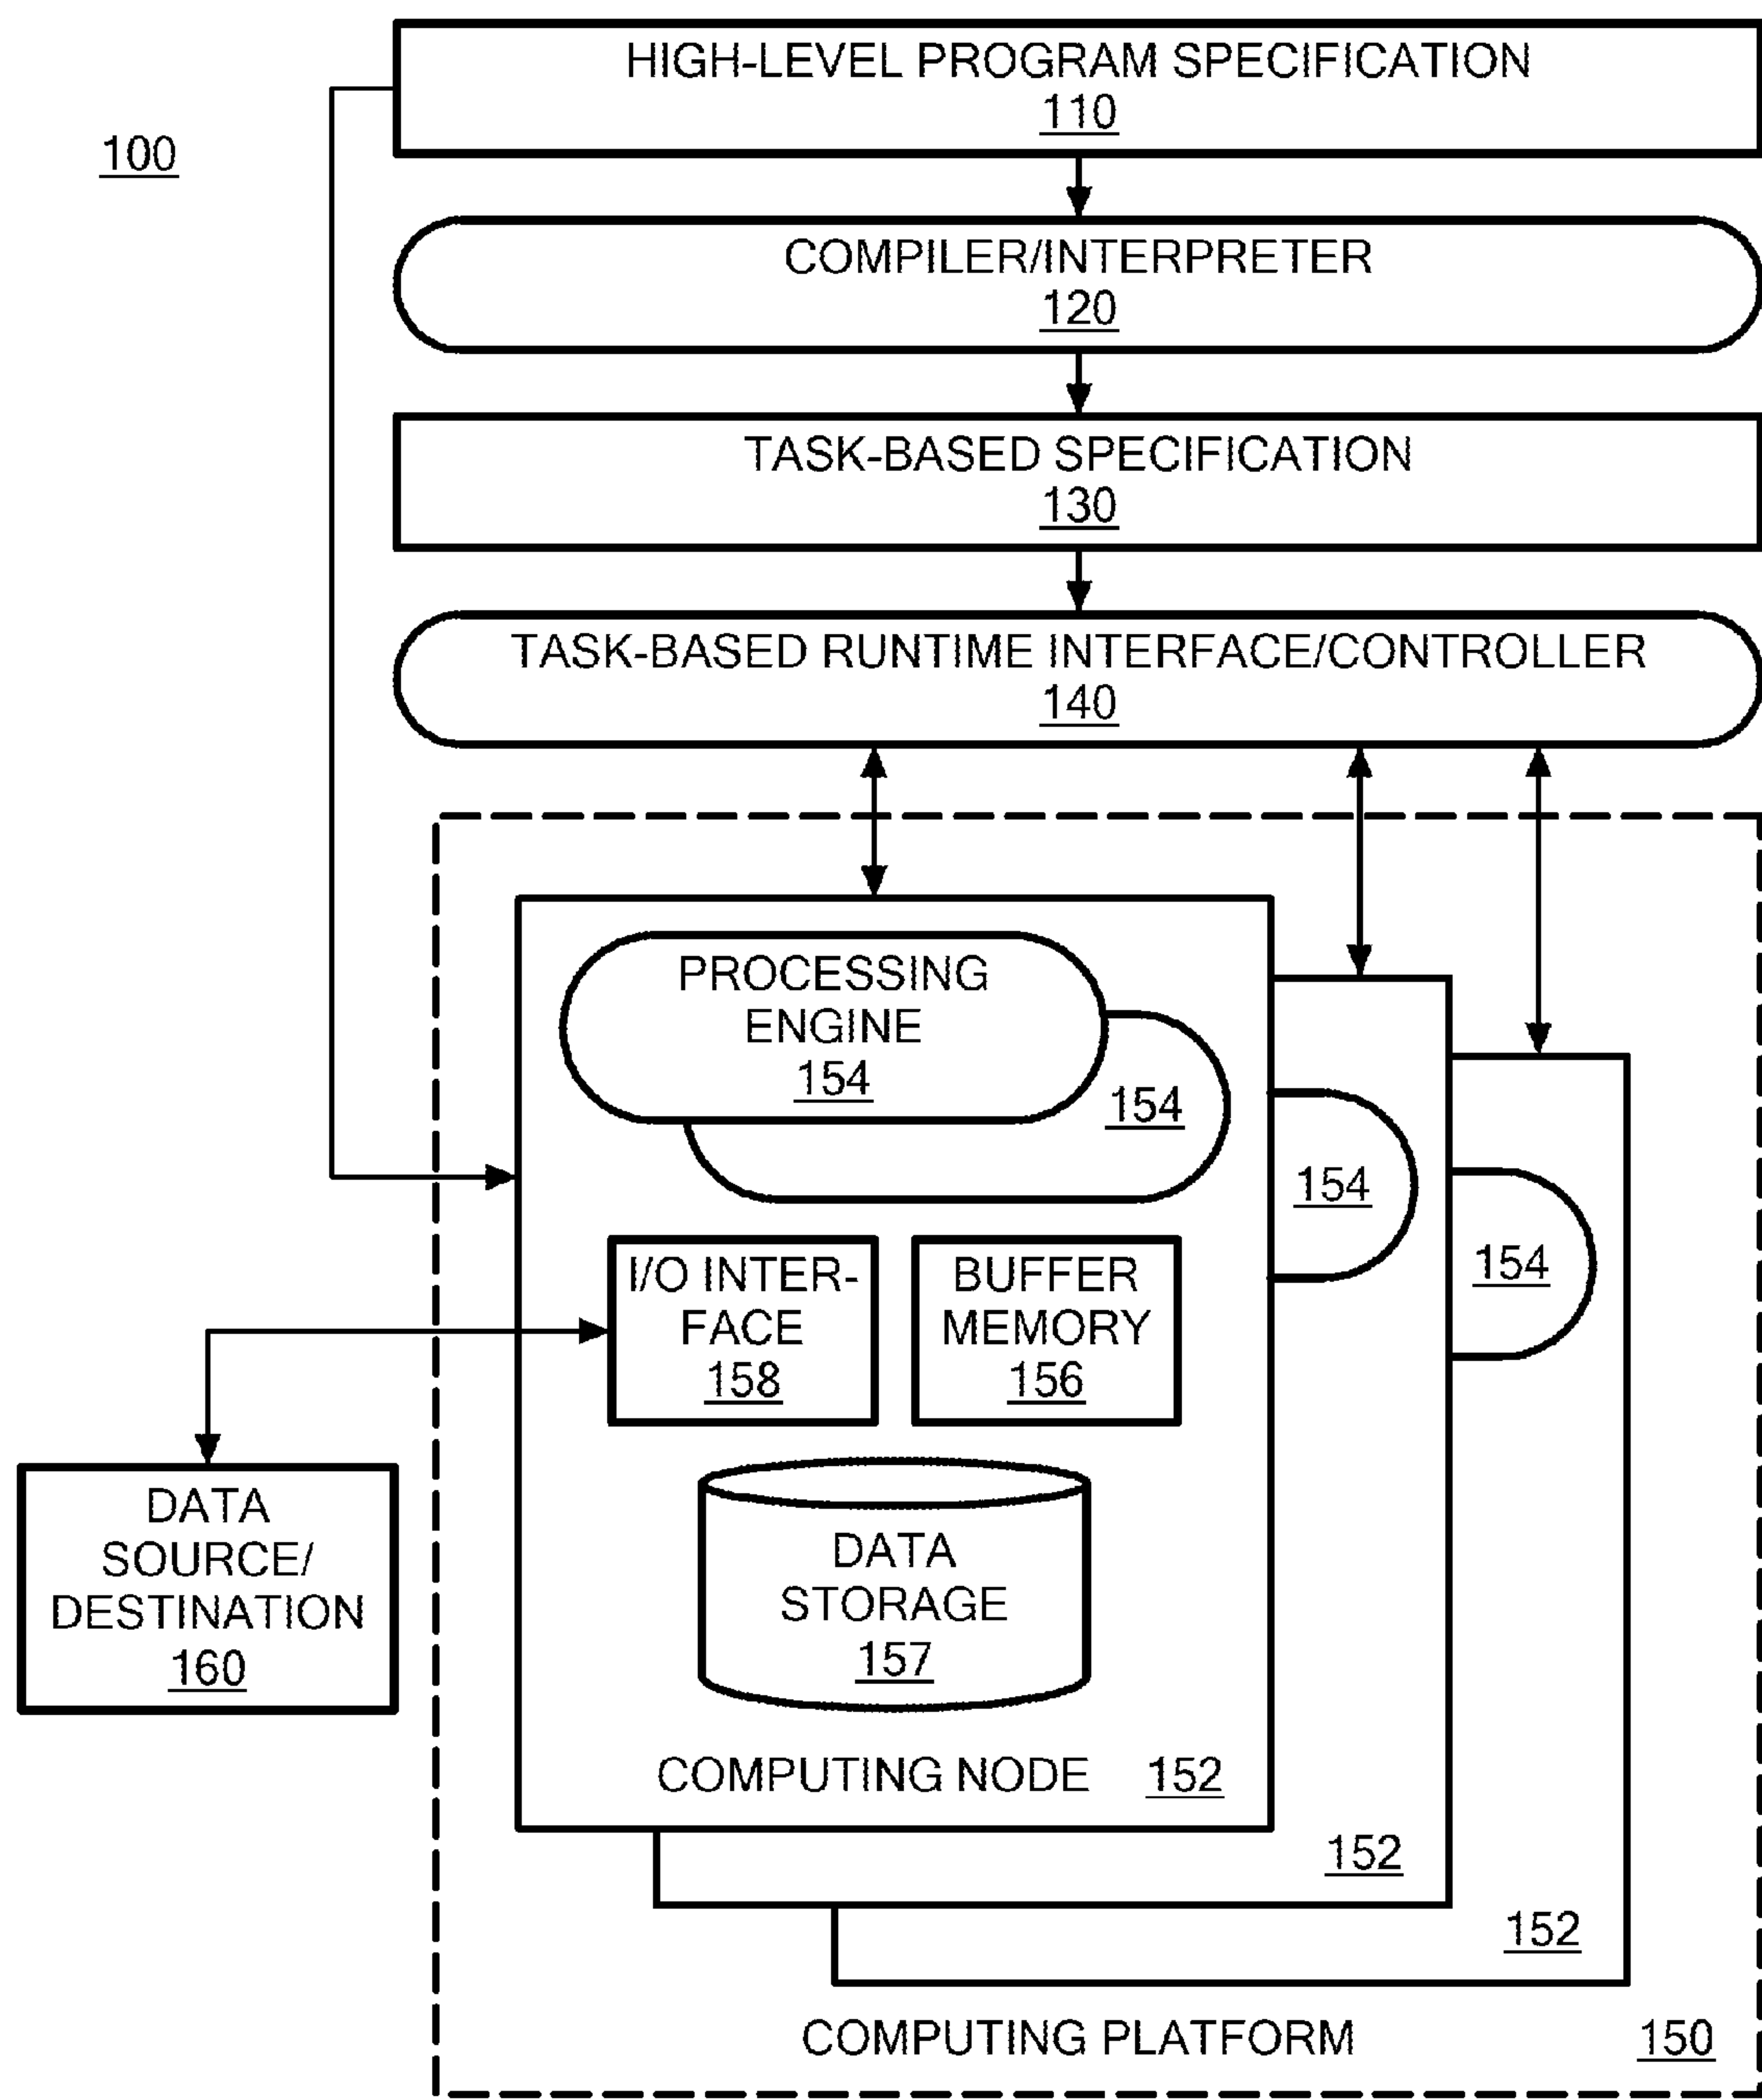 HIGH-LEVEL PROGRAM SPECIFICATION
110
100
COMPILER/INTERPRETER
120
TASK-BASED SPECIFICATION
130
TASK-BASED RUNTIME INTERFACE/CONTROLLER
140
PROCESSING
ENGINE
154
154
154
154
I/O INTER-
FACE
158
BUFFER
MEMORY
156
DATA
SOURCE/
DESTINATION
160
DATA
STORAGE
157
COMPUTING NODE 152
152
152
COMPUTING PLATFORM 150